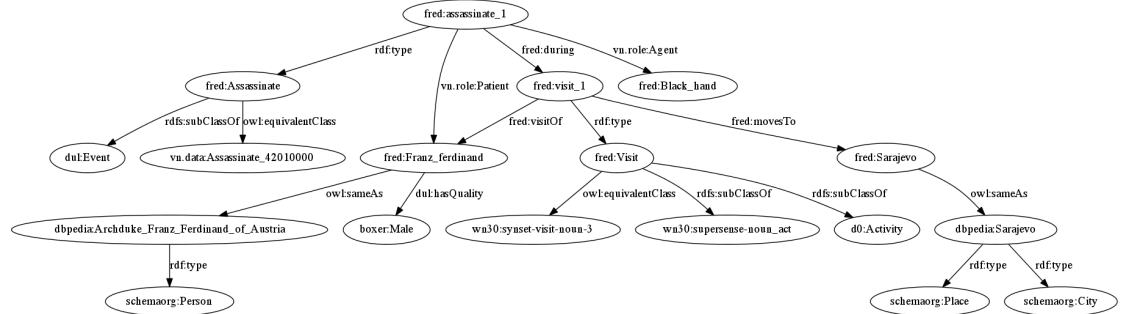 fred:assassinate_1
rdf:type
fred:during
vn.role:Agent
fred:Assassinate
vn.role:Patient
fred:visit_1
fred:Black_hand
rdfs:subClassOf
owl:equivalentClass
fred:visitOf
rdf:type
fred:movesTo
dul:Event
vn.data:Assassinate_42010000
fred:Franz_ferdinand
fred:Visit
fred:Sarajevo
owl:sameAs
dul:hasQuality
owl:equivalentClass
rdfs:subClassOf
rdfs:subClassOf
owl:sameAs
dbpedia:Archduke_Franz_Ferdinand_of_Austria
boxer:Male
wn30:synset-visit-noun-3
wn30:supersense-noun_act
d0:Activity
dbpedia:Sarajevo
rdf:type
rdf:type
rdf:type
schemaorg:Person
schemaorg:Place
schemaorg:City